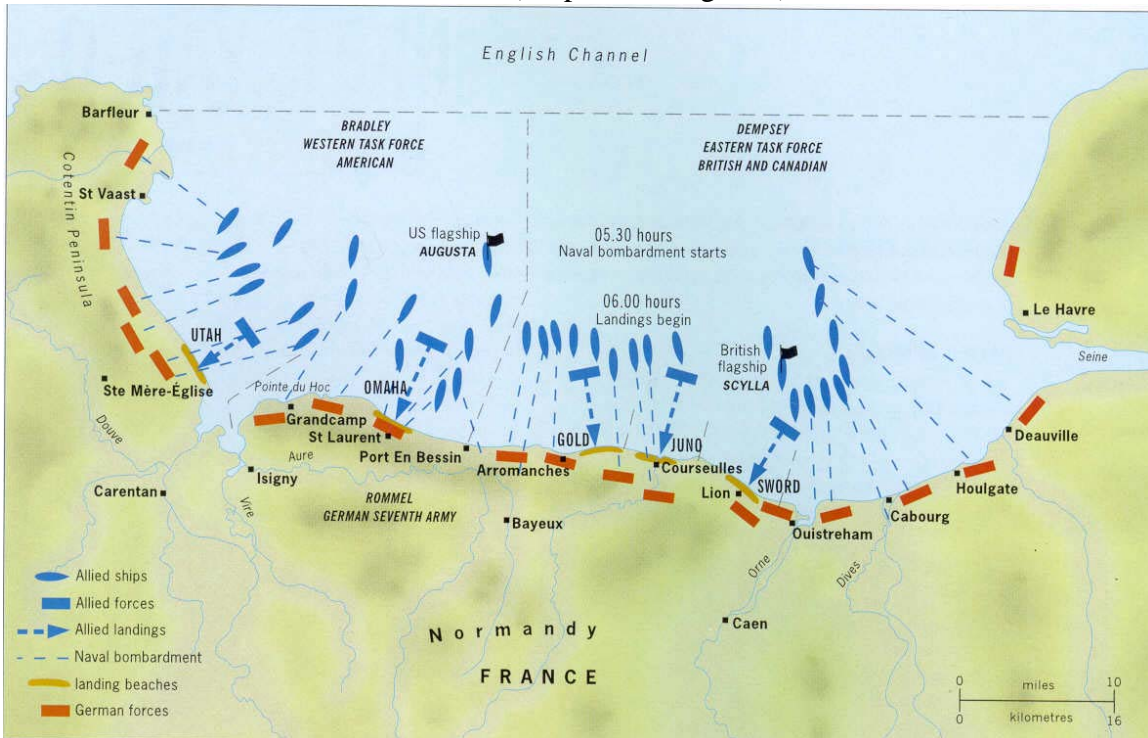 English Channel
Barfleur
BRADLEY
WESTERN TASK FORCE
AMERICAN
DEMPSEY
EASTERN TASK FORCE
BRITISH AND CANADIAN
Cotentin Peninsula
St Vaast
US flagship
AUGUSTA
05.30 hours
Naval bombardment starts
06.00 hours
Landings begin
Le Havre
Seine
UTAH
British
flagship
SCYLLA
Ste Mère-Église
Pointe du Hoc
OMAHA
Grandcamp
St Laurent
Port En Bessin
GOLD
JUNO
Deauville
Douve
Aure
Arromanches
Courseulles
Lion
SWORD
Houlgate
Carentan
Isigny
Vire
ROMMEL
GERMAN SEVENTH ARMY
Bayeux
Cabourg
Ouistreham
Orne
Dives
Caen
Allied ships
Allied forces
Allied landings
Naval bombardment
landing beaches
German forces
Normandy
FRANCE
0 10
miles
kilometres
0 16